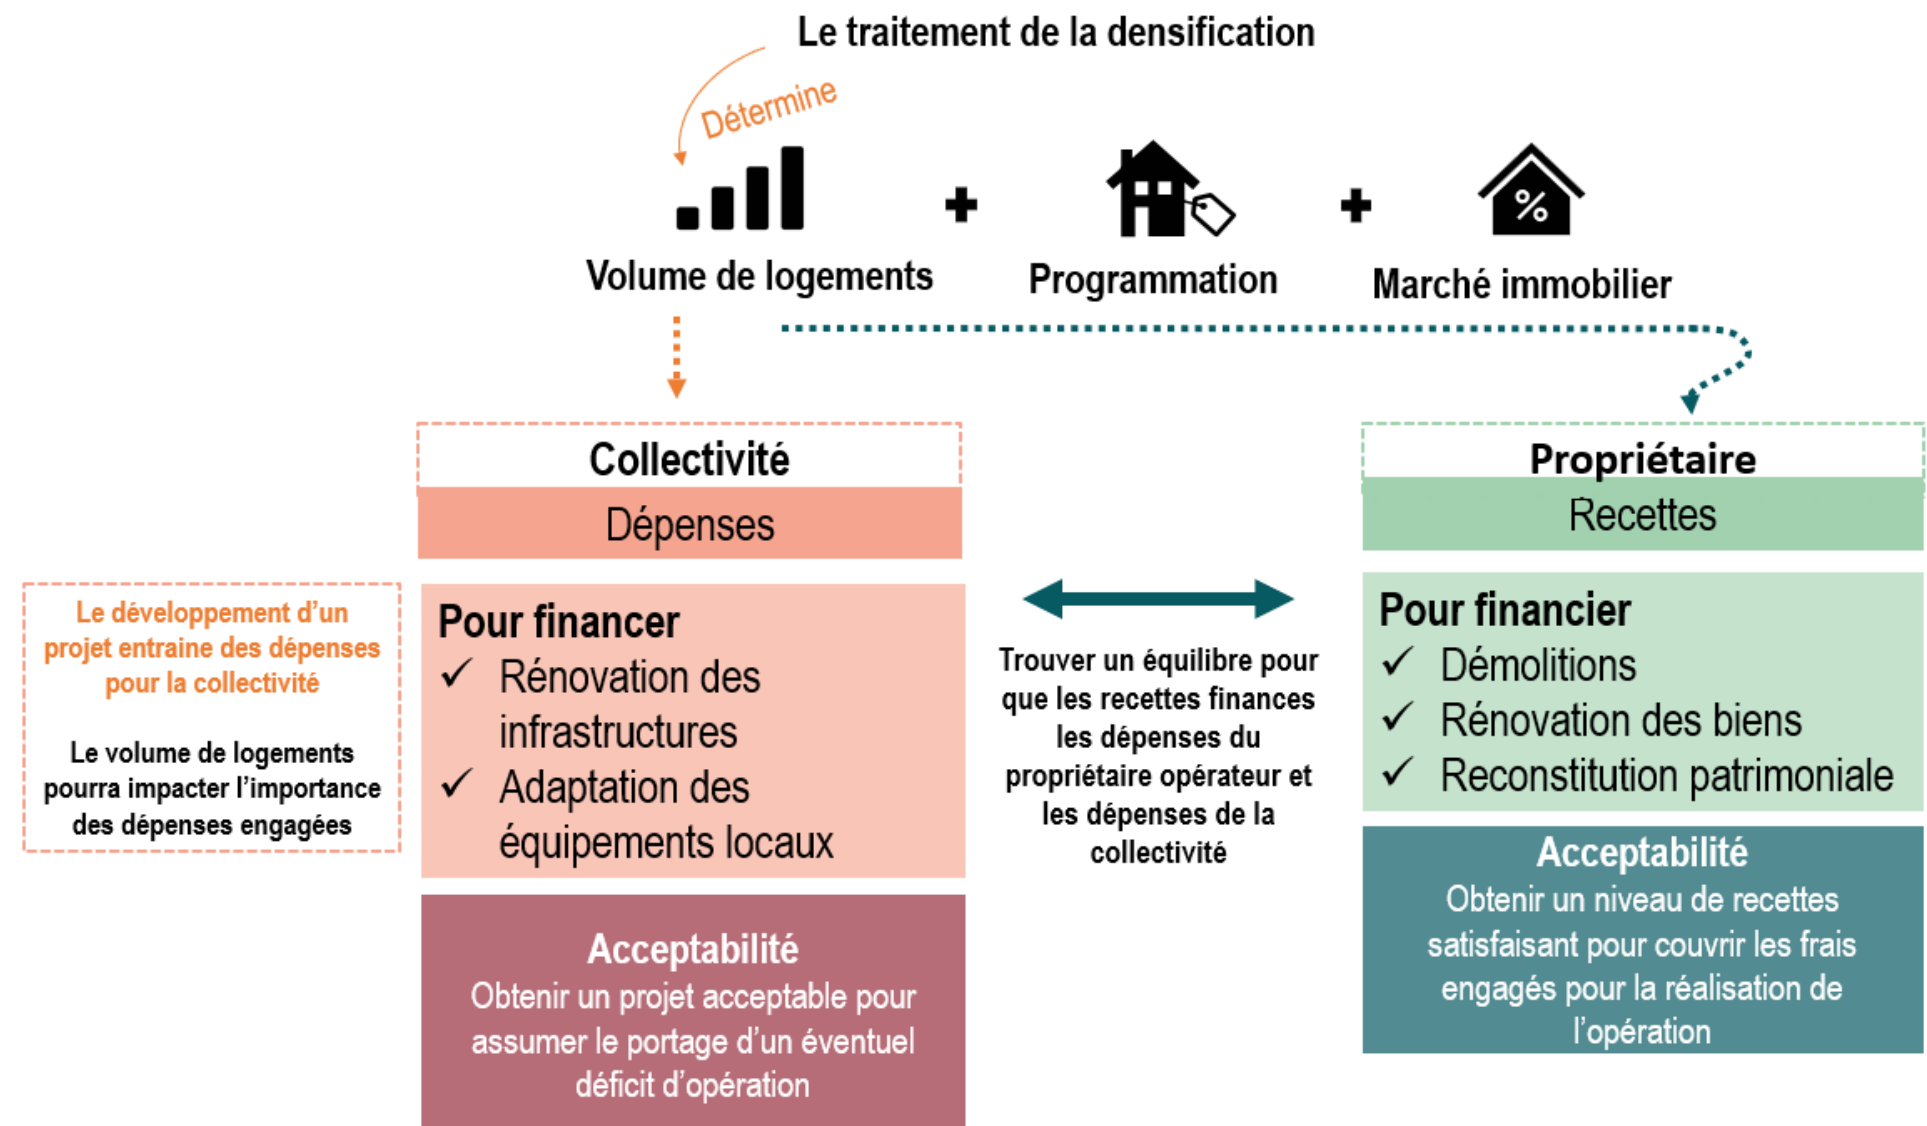 Le traitement de la densification
Détermine
Volume de logements
Programmation
%
Marché immobilier
Collectivité
Dépenses
Le développement d’un
projet entraine des dépenses
pour la collectivité
Le volume de logements
pourra impacter l’importance
des dépenses engagées
Pour financer
✓ Rénovation des
infrastructures
✓ Adaptation des
équipements locaux
Acceptabilité
Obtenir un projet acceptable pour
assumer le portage d’un éventuel
déficit d’opération
Trouver un équilibre pour
que les recettes finances
les dépenses du
propriétaire opérateur et
les dépenses de la
collectivité
Propriétaire
Recettes
Pour financier
✓ Démolitions
✓ Rénovation des biens
✓ Reconstitution patrimoniale
Acceptabilité
Obtenir un niveau de recettes
satisfaisant pour couvrir les frais
engagés pour la réalisation de
l’opération